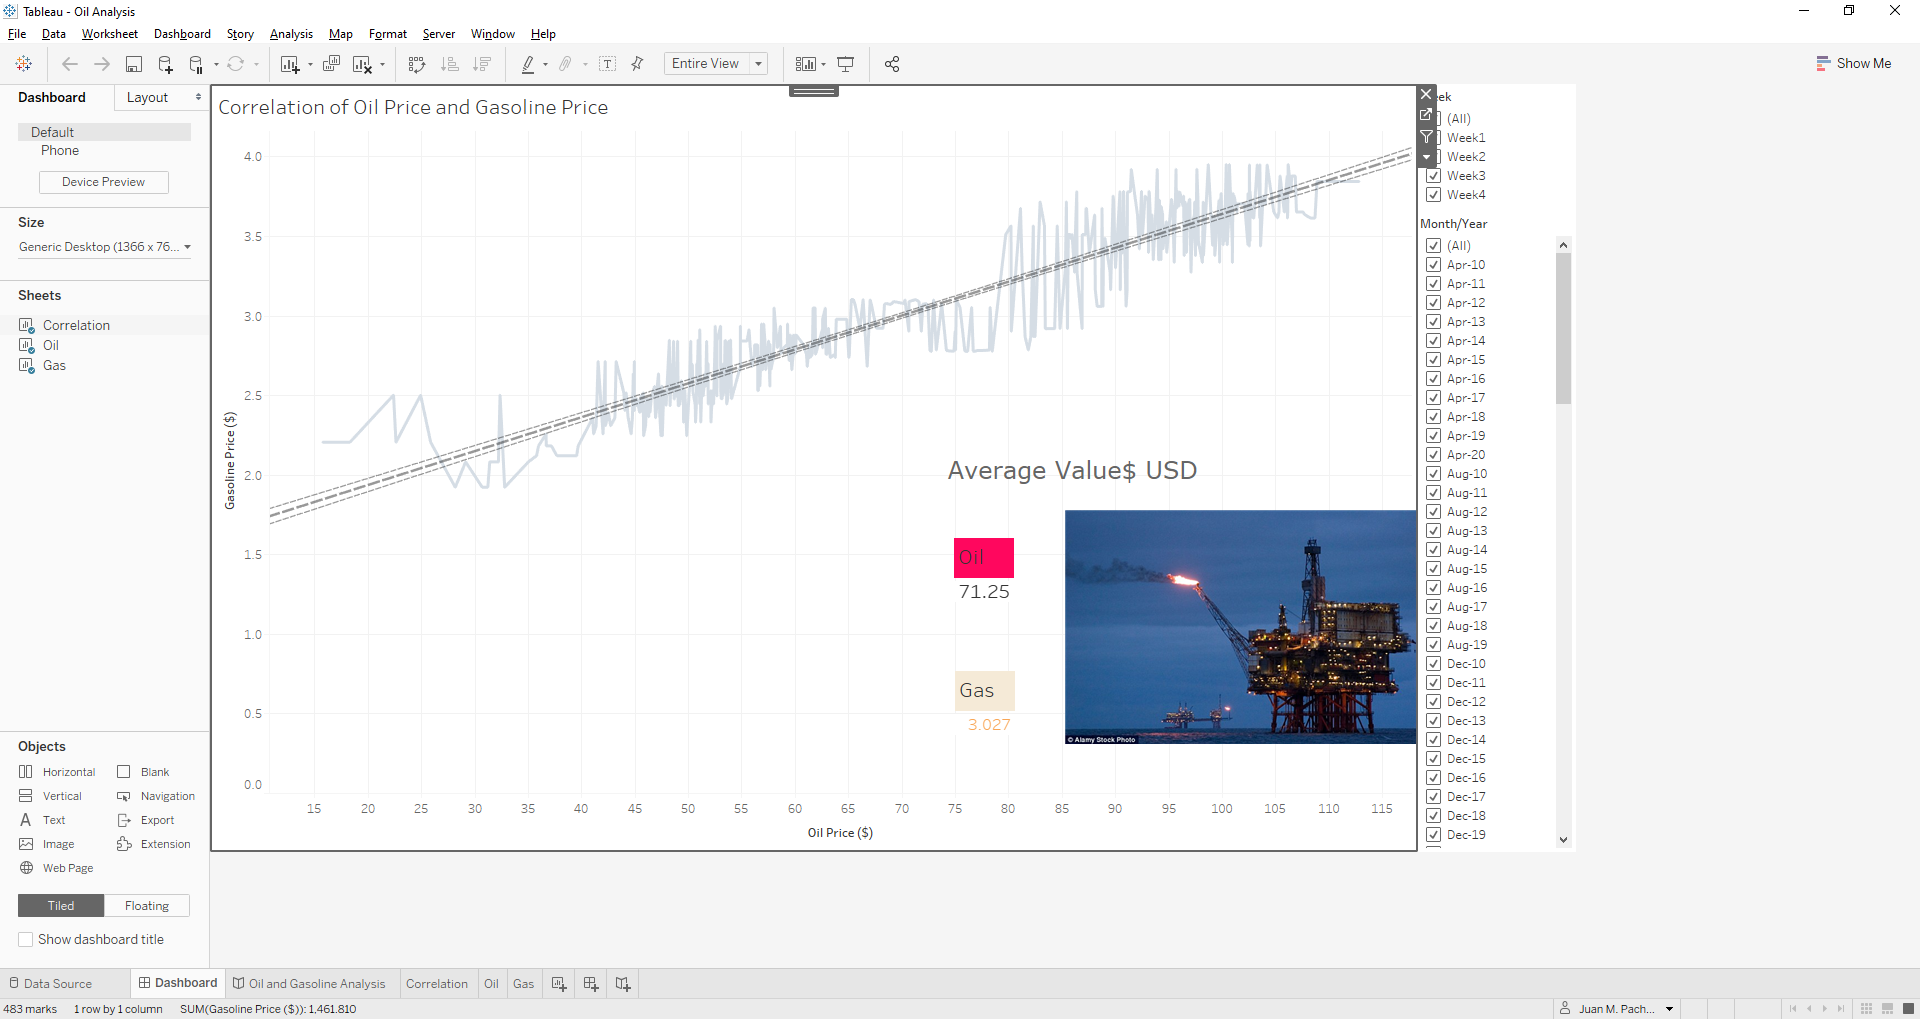 Tableau - Oil Analysis
File Data Worksheet Dashboard Story Analysis Map Format Server Window Help
Entire View
Show Me
Dashboard Layout
Default
Phone
Device Preview
Size
Generic Desktop (1366 x 76...
Sheets
Correlation
Oil
Gas
Objects
Horizontal Blank
Vertical Navigation
Text Export
Image Extension
Web Page
Tiled Floating
Show dashboard title
Correlation of Oil Price and Gasoline Price
4.0
3.5
3.0
2.5
2.0
1.5
1.0
0.5
0.0
Gasoline Price ($)
15 20 25 30 35 40 45 50 55 60 65 70 75 80 85 90 95 100 105 110 115
Oil Price ($)
Average Value$ USD
Oil
71.25
Gas
3.027
© Alamy Stock Photo
ek
(All)
Week1
Week2
Week3
Week4
Month/Year
(All)
Apr-10
Apr-11
Apr-12
Apr-13
Apr-14
Apr-15
Apr-16
Apr-17
Apr-18
Apr-19
Apr-20
Aug-10
Aug-11
Aug-12
Aug-13
Aug-14
Aug-15
Aug-16
Aug-17
Aug-18
Aug-19
Dec-10
Dec-11
Dec-12
Dec-13
Dec-14
Dec-15
Dec-16
Dec-17
Dec-18
Dec-19
Data Source Dashboard Oil and Gasoline Analysis Correlation Oil Gas
483 marks 1 row by 1 column SUM(Gasoline Price ($)): 1,461.810
Juan M. Pach...